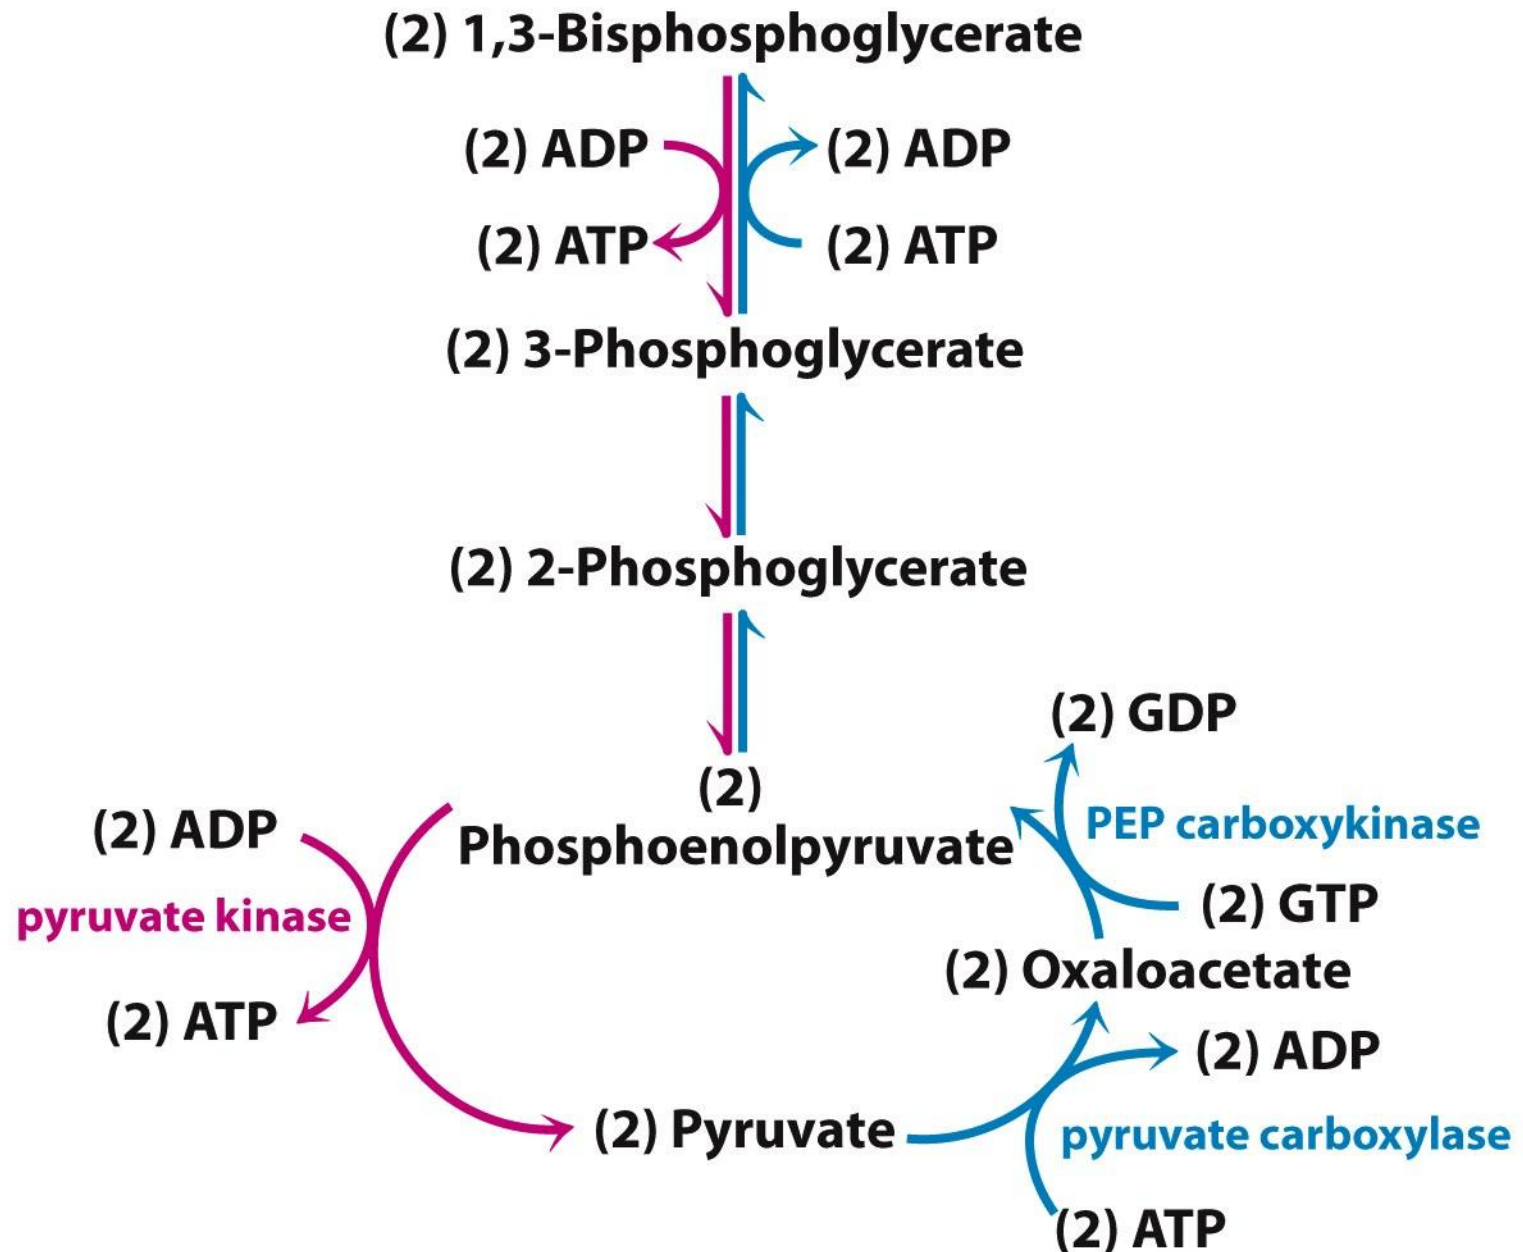 (2) 1,3-Bisphosphoglycerate
(2) ADP
(2) ADP
(2) ATP
(2) ATP
(2) 3-Phosphoglycerate
(2) 2-Phosphoglycerate
(2) GDP
(2)
Phosphoenolpyruvate
PEP carboxykinase
(2) ADP
pyruvate kinase
(2) GTP
(2) Oxaloacetate
(2) ATP
(2) ADP
(2) Pyruvate
pyruvate carboxylase
(2) ATP